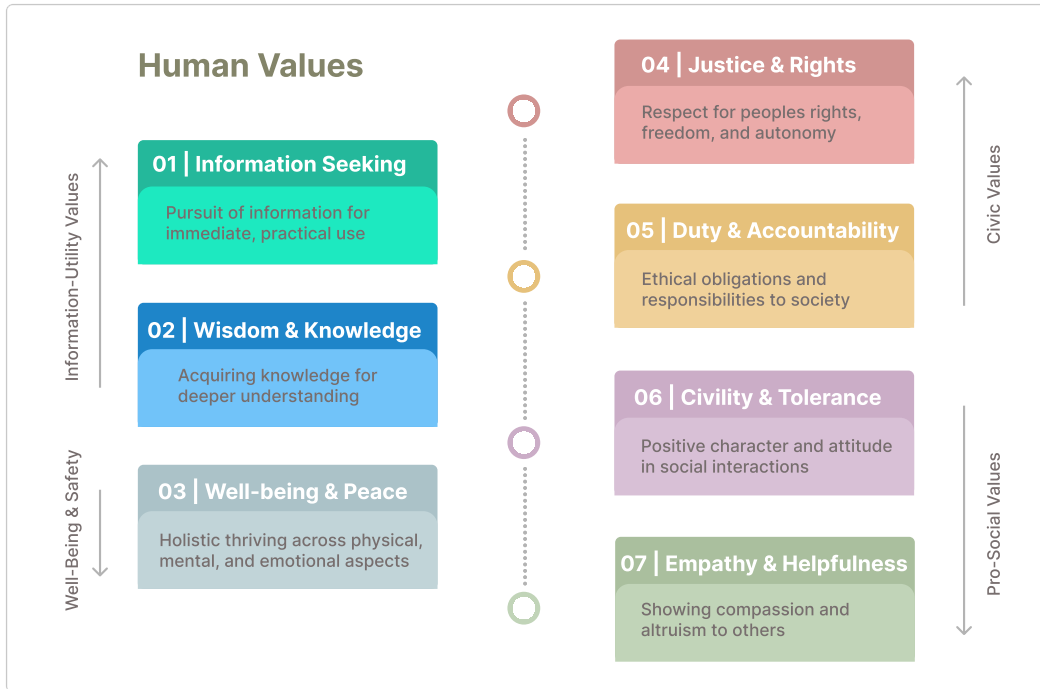 Human Values
Information-Utility Values
01 | Information Seeking
Pursuit of information for
immediate, practical use
02 | Wisdom & Knowledge
Acquiring knowledge for
deeper understanding
Well-Being & Safety
03 | Well-being & Peace
Holistic thriving across physical,
mental, and emotional aspects
04 | Justice & Rights
Respect for peoples rights,
freedom, and autonomy
Civic Values
05 | Duty & Accountability
Ethical obligations and
responsibilities to society
06 | Civility & Tolerance
Positive character and attitude
in social interactions
Pro-Social Values
07 | Empathy & Helpfulness
Showing compassion and
altruism to others